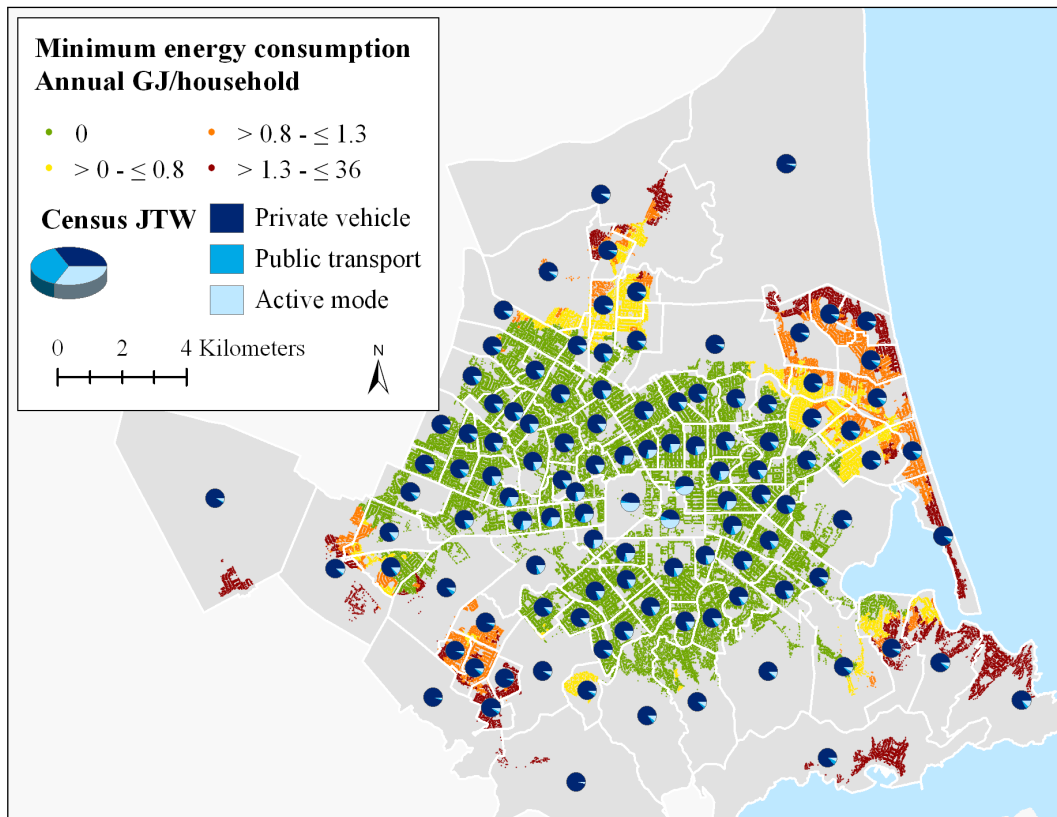 Minimum energy consumption
Annual GJ/household
0
> 0.8 - ≤ 1.3
> 0 - ≤ 0.8
> 1.3 - ≤ 36
Census JTW
Private vehicle
Public transport
Active mode
0 2 4 Kilometers
N